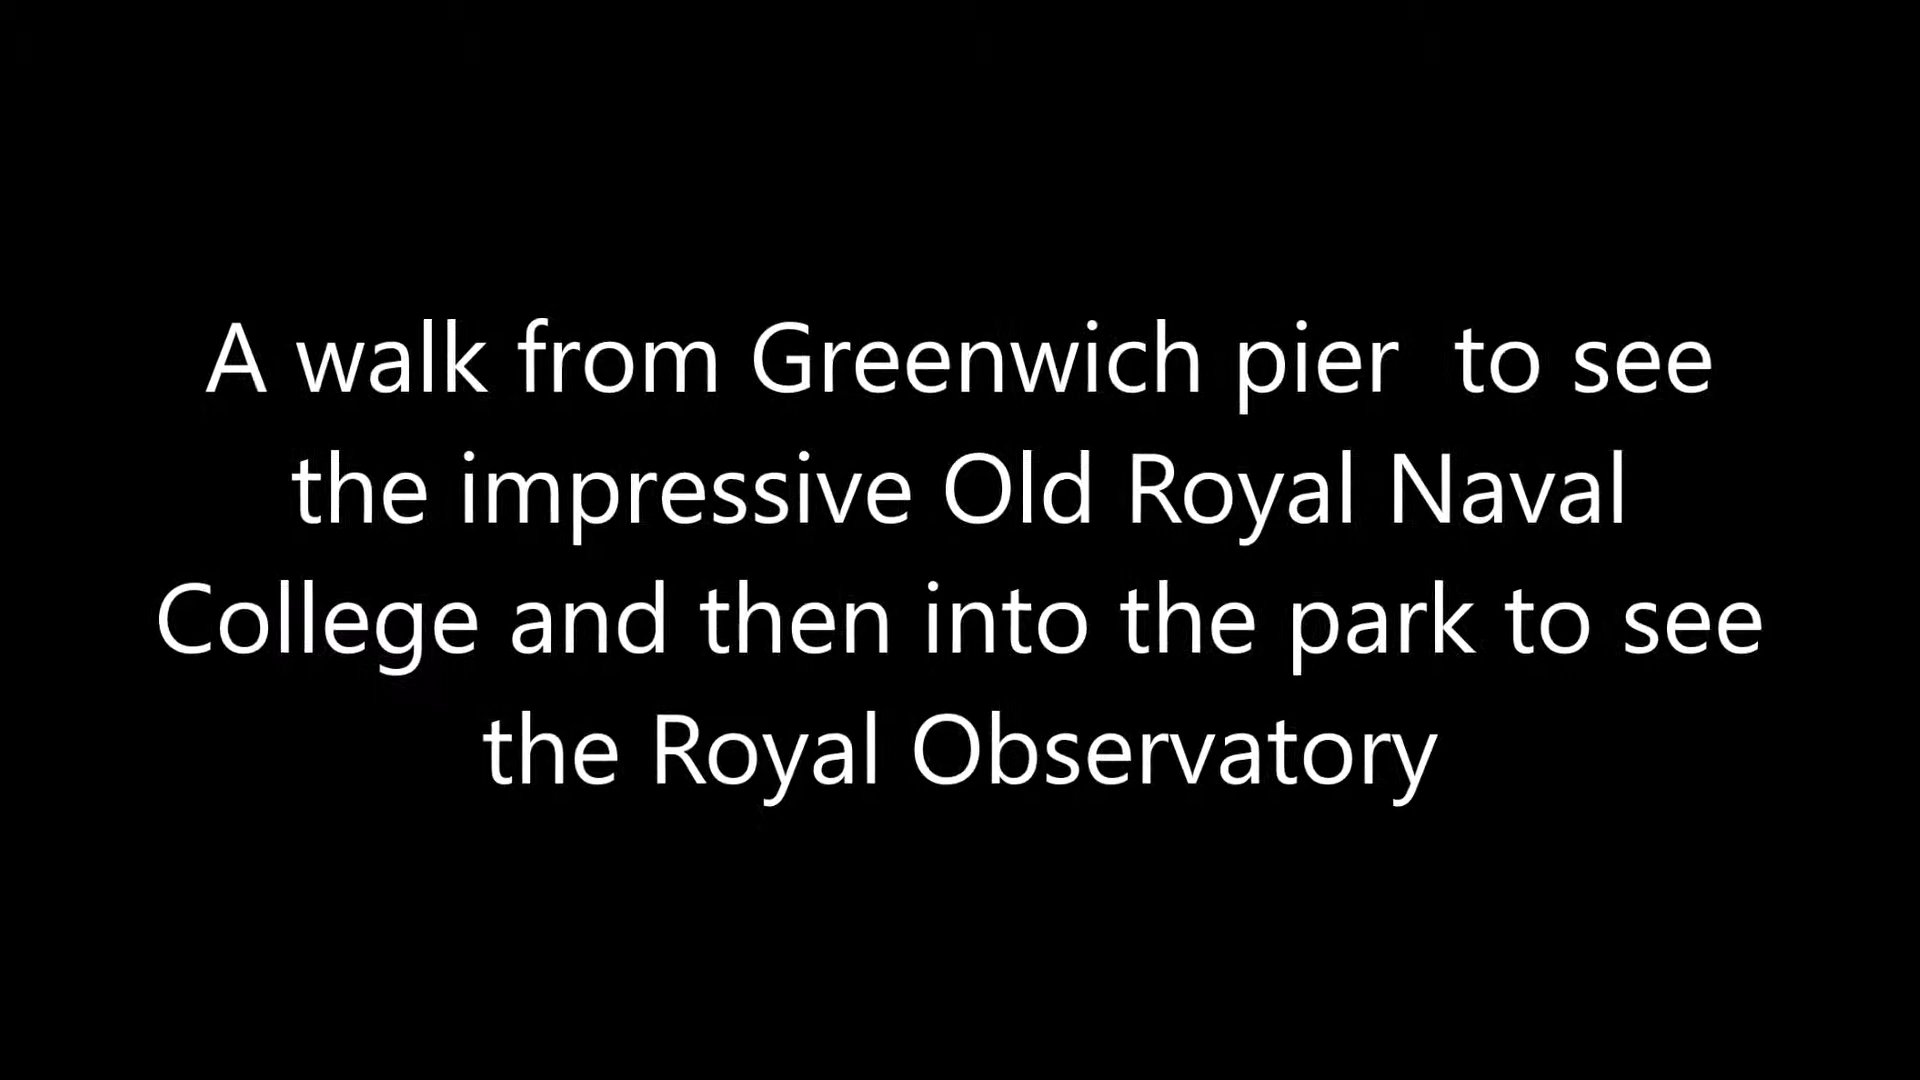 A walk from Greenwich pier  to see
the impressive Old Royal Naval
College and then into the park to see
the Royal Observatory